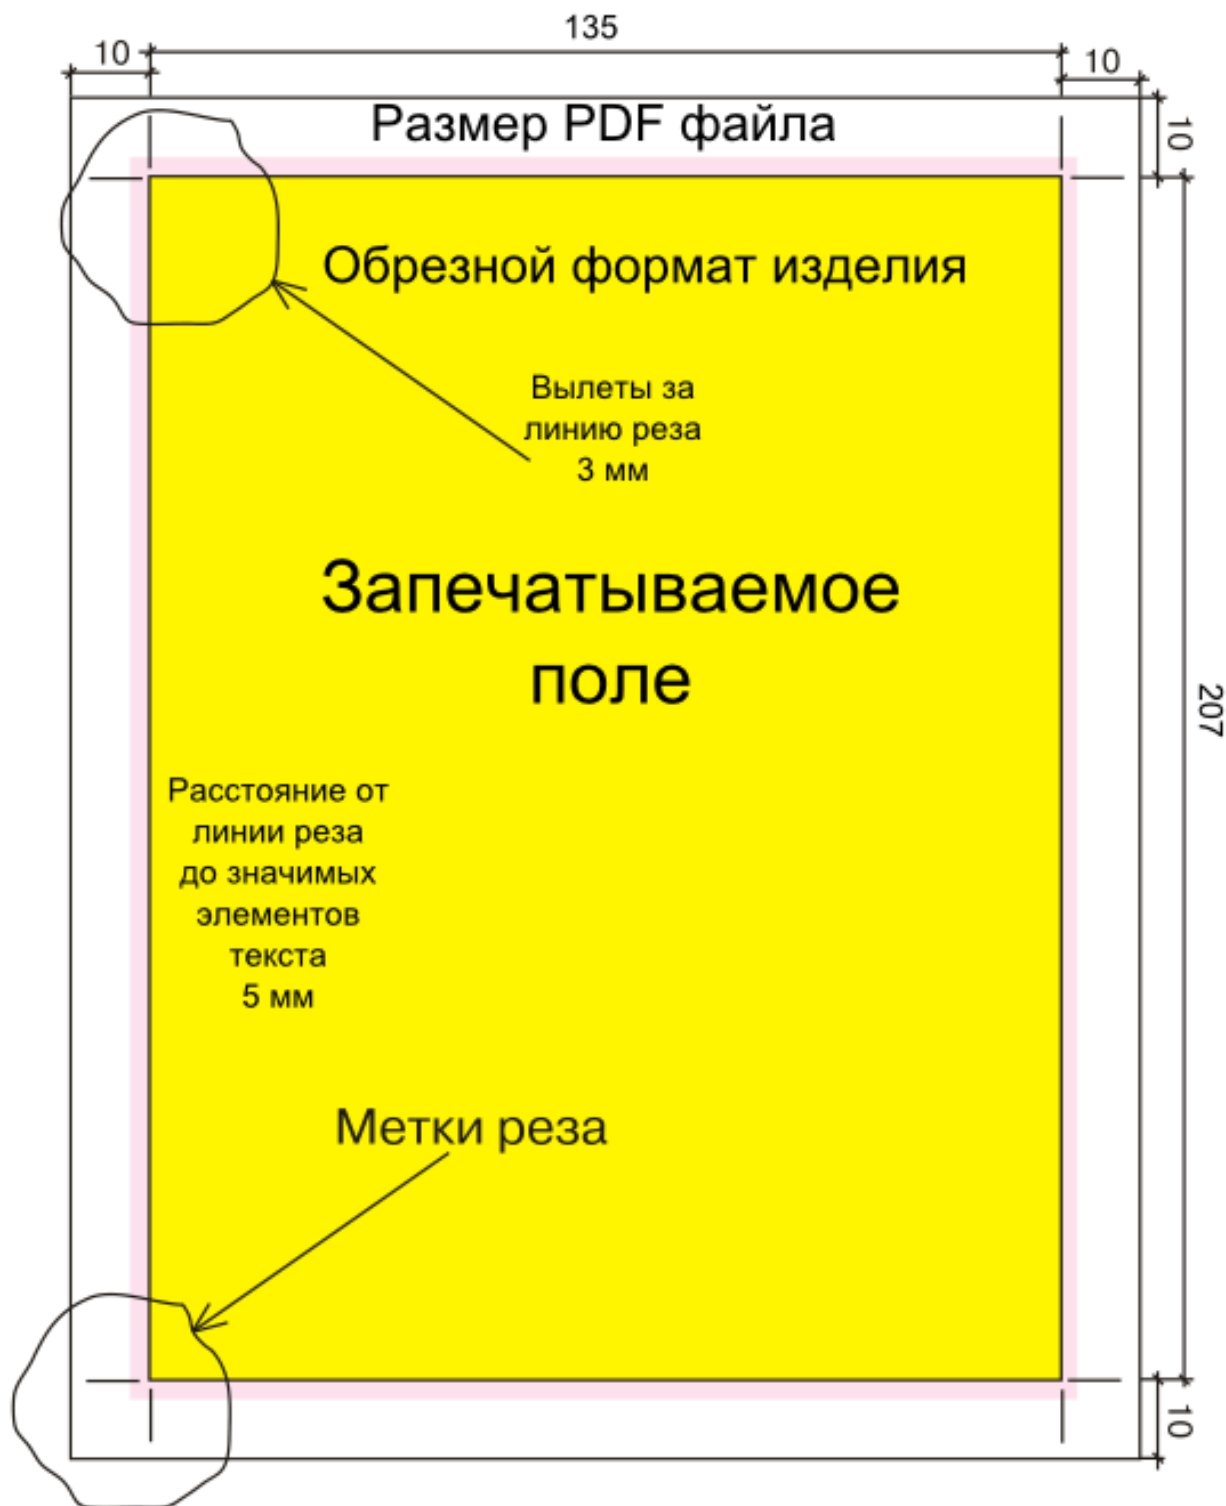 135
10
10
Размер PDF файла
10
Обрезной формат изделия
Вылеты за
линию реза
3 мм
Запечатываемое
поле
207
Расстояние от
линии реза
до значимых
элементов
текста
5 мм
Метки реза
10